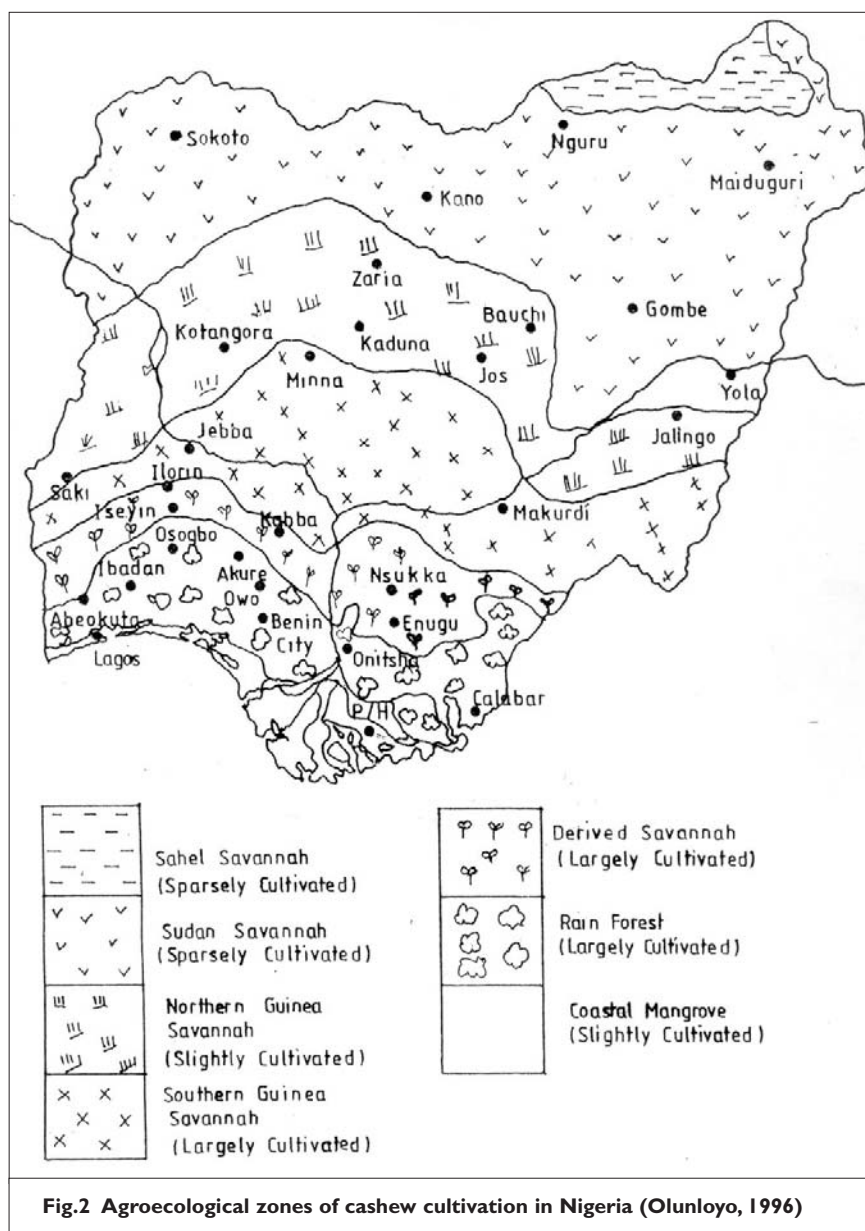 Sokoto
Nguru
Maiduguri
Kano
Zaria
Bauchi
Gombe
Kotangora
Kaduna
Minna
Jos
Yola
Jalingo
Jebba
Saki
Ilorin
Iseyin
Kabba
Makurdi
Osogbo
Ibadan
Akure
Nsukka
Owo
Abeokuta
Enugu
Benin
City
Lagos
Onitsha
Calabar
P/H
Sahel Savannah
(Sparsely Cultivated)
Sudan Savannah
(Sparsely Cultivated)
Northern Guinea
Savannah
(Slightly Cultivated)
Southern Guinea
Savannah
(Largely Cultivated)
Derived Savannah
(Largely Cultivated)
Rain Forest
(Largely Cultivated)
Coastal Mangrove
(Slightly Cultivated)
Fig.2 Agroecological zones of cashew cultivation in Nigeria (Olunloyo, 1996)